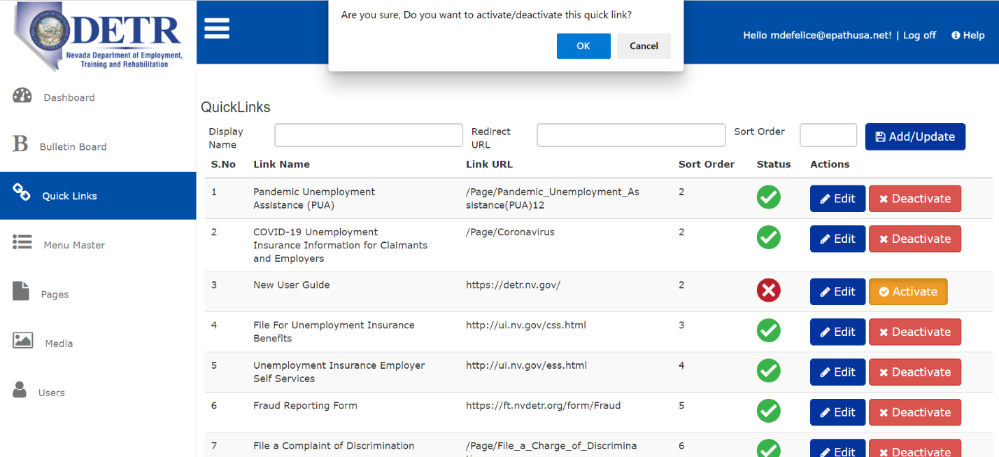 DETR
Nevada Department of Employment,
Training and Rehabilitation
Are you sure, Do you want to activate/deactivate this quick link?
OK Cancel
Hello mdefelice@epathusa.net! | Log off Help
Dashboard
B Bulletin Board
Quick Links
Menu Master
Pages
Media
Users
QuickLinks
Display
Name
Redirect
URL
Sort Order
Add/Update
S.No Link Name Link URL Sort Order Status Actions
1 Pandemic Unemployment /Page/Pandemic_Unemployment_As 2 Edit Deactivate
Assistance (PUA) sistance(PUA)12
2 COVID-19 Unemployment /Page/Coronavirus 2 Edit Deactivate
Insurance Information for Claimants
and Employers
3 New User Guide https://detr.nv.gov/ 2 Edit Activate
4 File For Unemployment Insurance http://ui.nv.gov/css.html 3 Edit Deactivate
Benefits
5 Unemployment Insurance Employer http://ui.nv.gov/ess.html 4 Edit Deactivate
Self Services
6 Fraud Reporting Form https://ft.nvdetr.org/form/Fraud 5 Edit Deactivate
7 File a Complaint of Discrimination /Page/File_a_Charge_of_Discrimina 6 Edit Deactivate